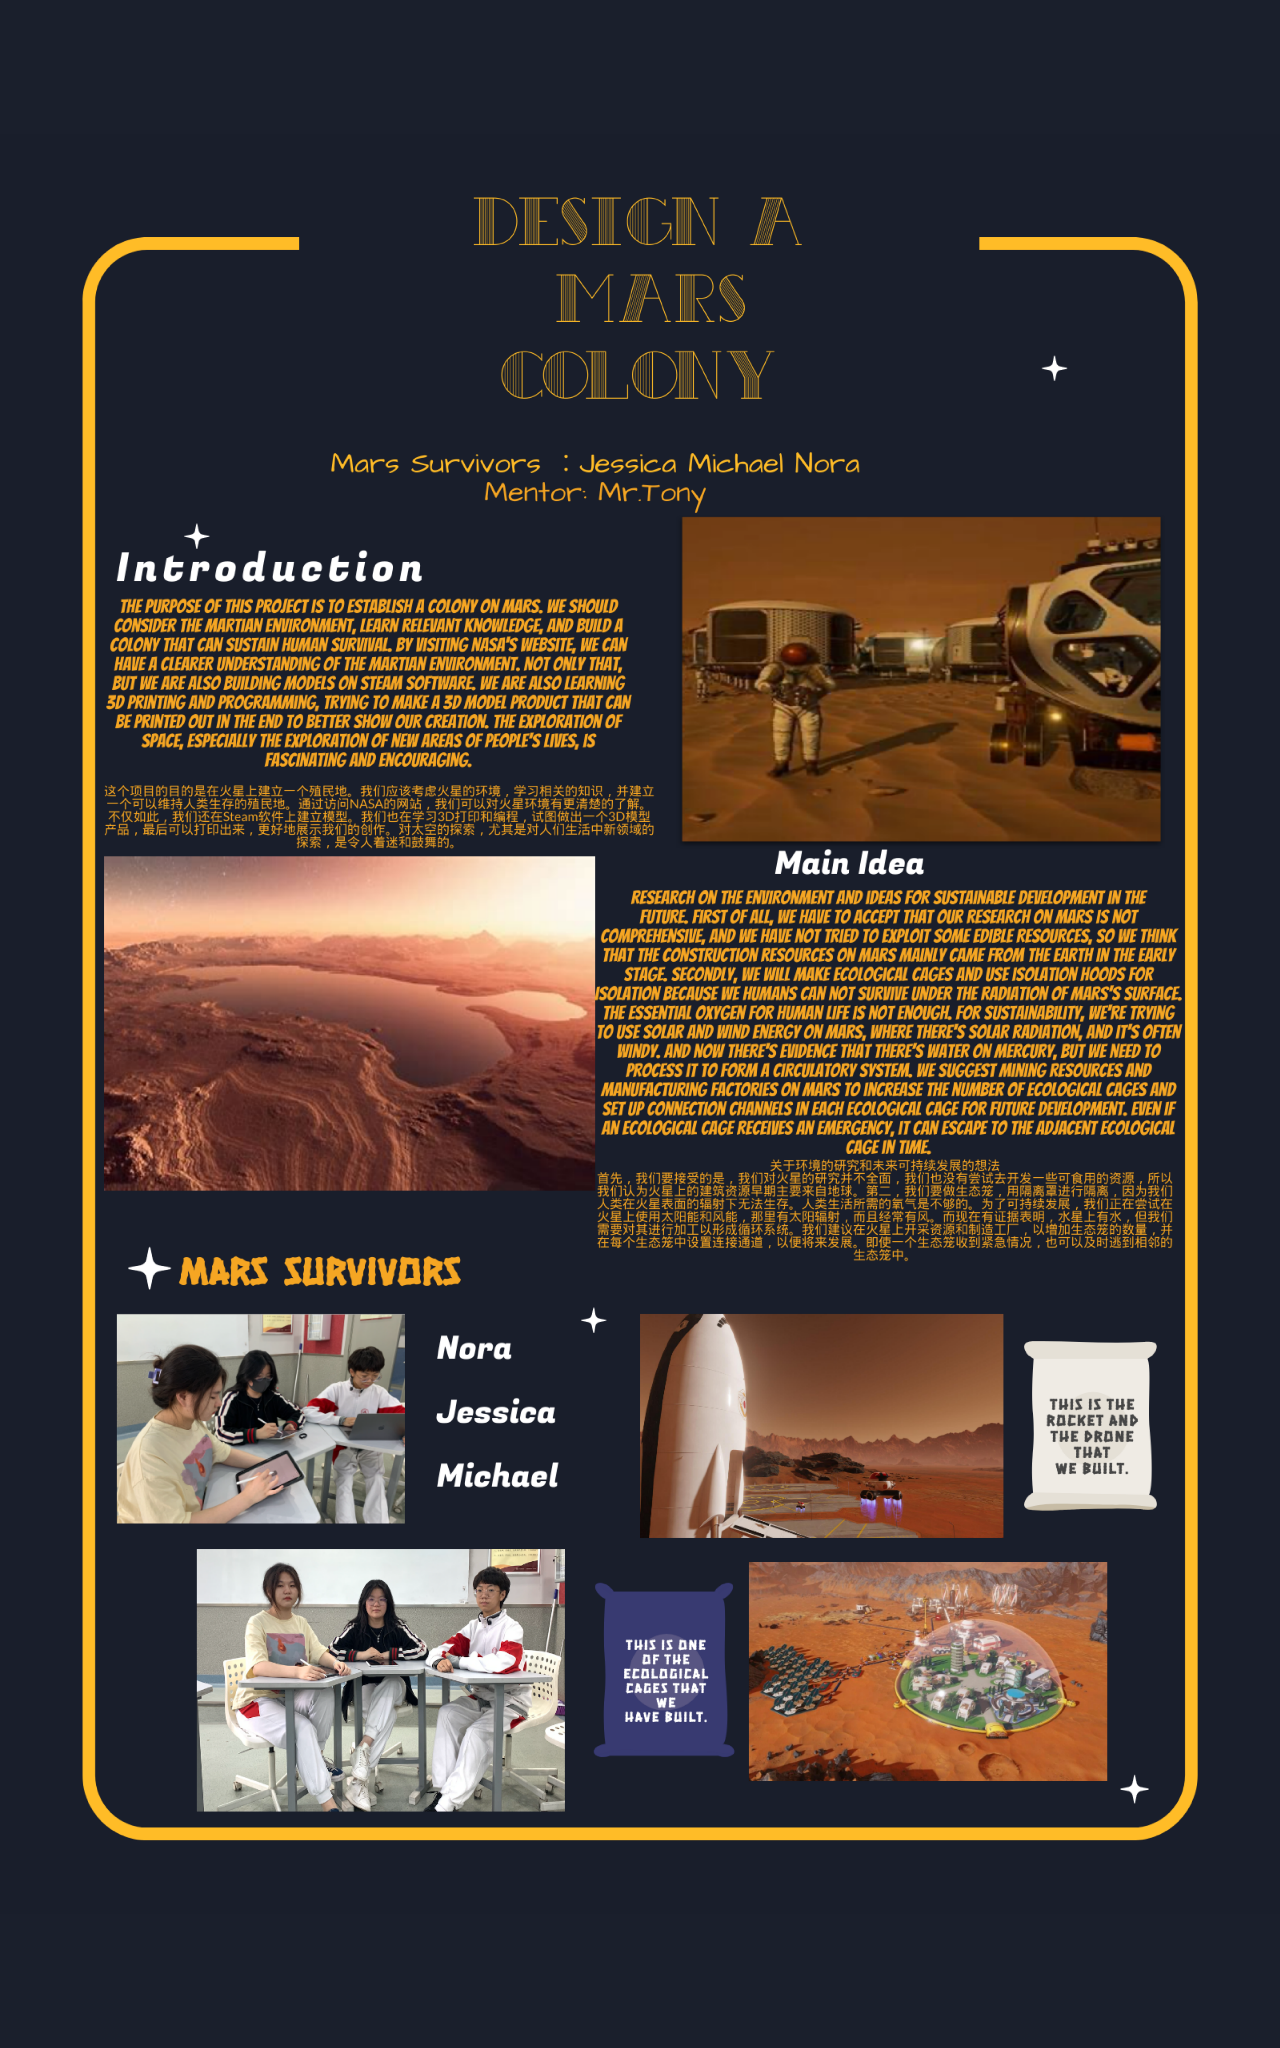 DESIGN A
MARS
COLONY
Mars Survivors ：Jessica Michael Nora
Mentor: Mr.Tony
Introduction
THE PURPOSE OF THIS PROJECT IS TO ESTABLISH A COLONY ON MARS. WE SHOULD
CONSIDER THE MARTIAN ENVIRONMENT, LEARN RELEVANT KNOWLEDGE, AND BUILD A
COLONY THAT CAN SUSTAIN HUMAN SURVIVAL. BY VISITING NASA'S WEBSITE, WE CAN
HAVE A CLEARER UNDERSTANDING OF THE MARTIAN ENVIRONMENT. NOT ONLY THAT,
BUT WE ARE ALSO BUILDING MODELS ON STEAM SOFTWARE. WE ARE ALSO LEARNING
3D PRINTING AND PROGRAMMING, TRYING TO MAKE A 3D MODEL PRODUCT THAT CAN
BE PRINTED OUT IN THE END TO BETTER SHOW OUR CREATION. THE EXPLORATION OF
SPACE, ESPECIALLY THE EXPLORATION OF NEW AREAS OF PEOPLE'S LIVES, IS
FASCINATING AND ENCOURAGING.
这个项目的目的是在火星上建立一个殖民地。我们应该考虑火星的环境，学习相关的知识，并建立
一个可以维持人类生存的殖民地。通过访问NASA的网站，我们可以对火星环境有更清楚的了解。
不仅如此，我们还在Steam软件上建立模型。我们也在学习3D打印和编程，试图做出一个3D模型
产品，最后可以打印出来，更好地展示我们的创作。对太空的探索，尤其是对人们生活中新领域的
探索，是令人着迷和鼓舞的。
Main Idea
RESEARCH ON THE ENVIRONMENT AND IDEAS FOR SUSTAINABLE DEVELOPMENT IN THE
FUTURE. FIRST OF ALL, WE HAVE TO ACCEPT THAT OUR RESEARCH ON MARS IS NOT
COMPREHENSIVE, AND WE HAVE NOT TRIED TO EXPLOIT SOME EDIBLE RESOURCES, SO WE THINK
THAT THE CONSTRUCTION RESOURCES ON MARS MAINLY CAME FROM THE EARTH IN THE EARLY
STAGE. SECONDLY, WE WILL MAKE ECOLOGICAL CAGES AND USE ISOLATION HOODS FOR
ISOLATION BECAUSE WE HUMANS CAN NOT SURVIVE UNDER THE RADIATION OF MARS'S SURFACE.
THE ESSENTIAL OXYGEN FOR HUMAN LIFE IS NOT ENOUGH. FOR SUSTAINABILITY, WE'RE TRYING
TO USE SOLAR AND WIND ENERGY ON MARS, WHERE THERE'S SOLAR RADIATION, AND IT'S OFTEN
WINDY. AND NOW THERE'S EVIDENCE THAT THERE'S WATER ON MERCURY, BUT WE NEED TO
PROCESS IT TO FORM A CIRCULATORY SYSTEM. WE SUGGEST MINING RESOURCES AND
MANUFACTURING FACTORIES ON MARS TO INCREASE THE NUMBER OF ECOLOGICAL CAGES AND
SET UP CONNECTION CHANNELS IN EACH ECOLOGICAL CAGE FOR FUTURE DEVELOPMENT. EVEN IF
AN ECOLOGICAL CAGE RECEIVES AN EMERGENCY, IT CAN ESCAPE TO THE ADJACENT ECOLOGICAL
CAGE IN TIME.
关于环境的研究和未来可持续发展的想法
首先，我们要接受的是，我们对火星的研究并不全面，我们也没有尝试去开发一些可食用的资源，所以
我们认为火星上的建筑资源早期主要来自地球。第二，我们要做生态笼，用隔离罩进行隔离，因为我们
人类在火星表面的辐射下无法生存。人类生活所需的氧气是不够的。为了可持续发展，我们正在尝试在
火星上使用太阳能和风能，那里有太阳辐射，而且经常有风。而现在有证据表明，水星上有水，但我们
需要对其进行加工以形成循环系统。我们建议在火星上开采资源和制造工厂，以增加生态笼的数量，并
在每个生态笼中设置连接通道，以便将来发展。即使一个生态笼收到紧急情况，也可以及时逃到相邻的
生态笼中。
MARS SURVIVORS
Nora
Jessica
Michael
THIS IS THE
ROCKET AND
THE DRONE
THAT
WE BUILT.
THIS IS ONE
OF THE
ECOLOGICAL
CAGES THAT
WE
HAVE BUILT.